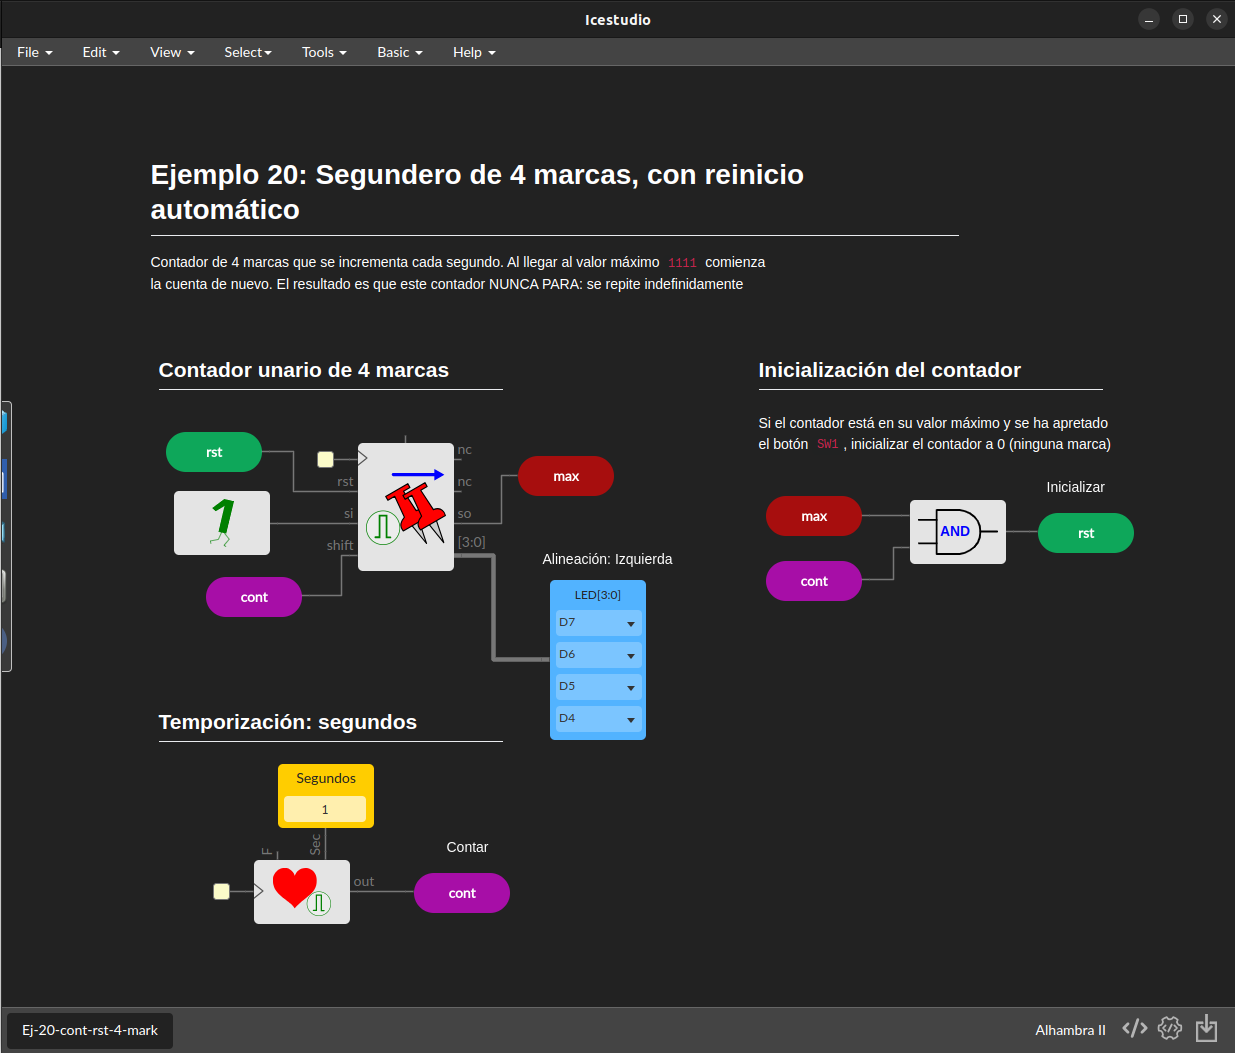 Icestudio
File Edit View Select Tools Basic Help
Ejemplo 20: Segundero de 4 marcas, con reinicio
automático
Contador de 4 marcas que se incrementa cada segundo. Al llegar al valor máximo 1111 comienza
la cuenta de nuevo. El resultado es que este contador NUNCA PARA: se repite indefinidamente
Contador unario de 4 marcas
rst
nc
rst
nc
si
so
shift
[3:0]
1
max
cont
Alineación: Izquierda
LED[3:0]
D7
D6
D5
D4
Inicialización del contador
Si el contador está en su valor máximo y se ha apretado
el botón SW1 , inicializar el contador a 0 (ninguna marca)
Inicializar
max
AND
rst
cont
Temporización: segundos
Segundos
1
F
Sec
Contar
out
cont
Ej-20-cont-rst-4-mark
Alhambra II